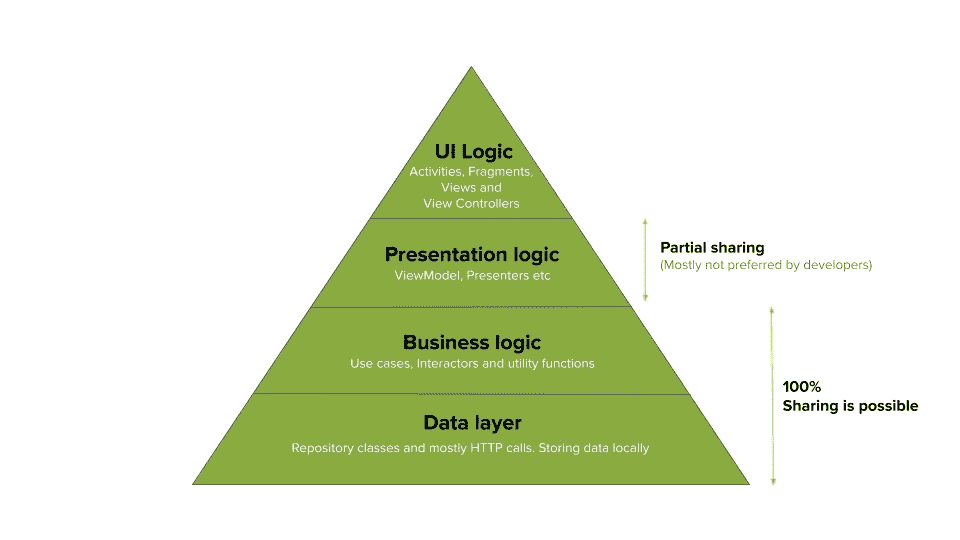 UI Logic
Activities, Fragments,
Views and
View Controllers
Presentation logic
ViewModel, Presenters etc
Partial sharing
(Mostly not preferred by developers)
Business logic
Use cases, Interactors and utility functions
100%
Sharing is possible
Data layer
Repository classes and mostly HTTP calls. Storing data locally